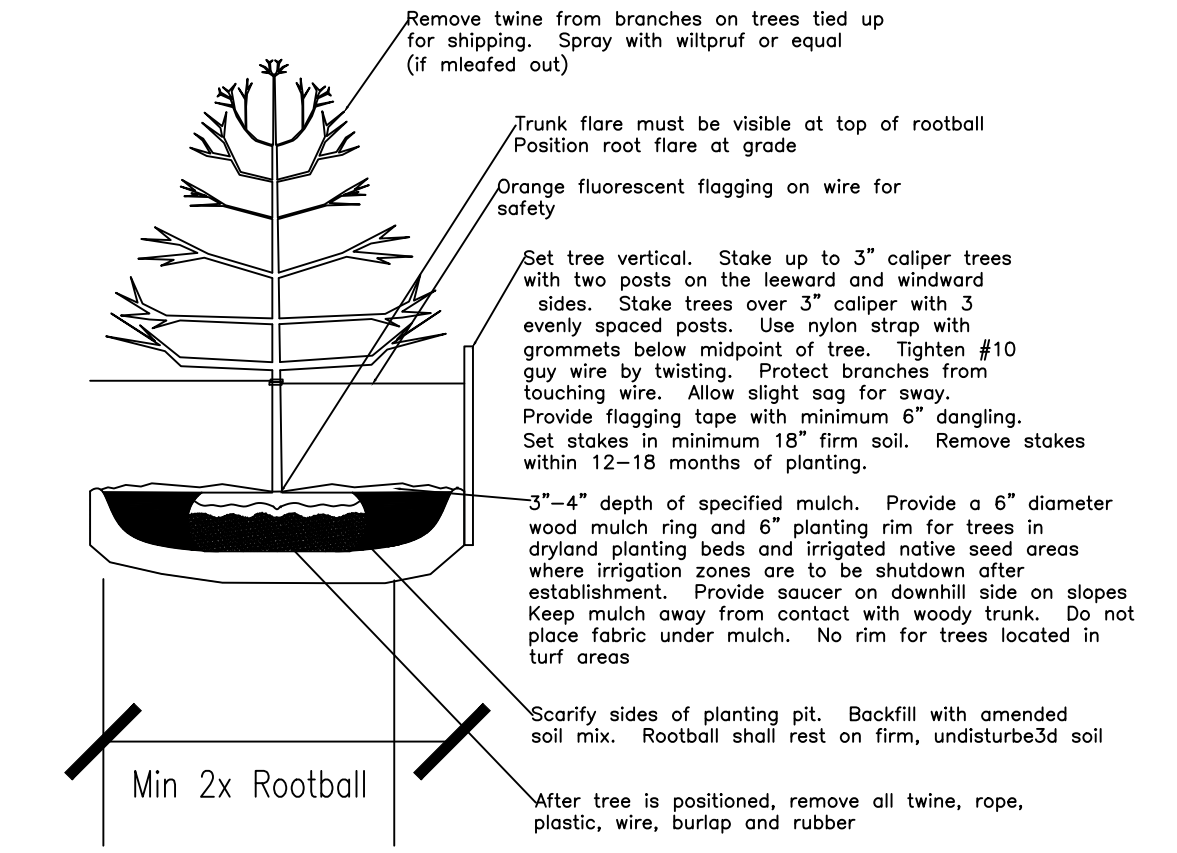 Remove twine from branches on trees tied up
for shipping. Spray with wiltpruf or equal
(if mleafed out)
Trunk flare must be visible at top of rootball
Position root flare at grade
Orange fluorescent flagging on wire for
safety
Set tree vertical. Stake up to 3" caliper trees
with two posts on the leeward and windward
sides. Stake trees over 3" caliper with 3
evenly spaced posts. Use nylon strap with
grommets below midpoint of tree. Tighten #10
guy wire by twisting. Protect branches from
touching wire. Allow slight sag for sway.
Provide flagging tape with minimum 6" dangling.
Set stakes in minimum 18" firm soil. Remove stakes
within 12-18 months of planting.
3"-4" depth of specified mulch. Provide a 6" diameter
wood mulch ring and 6" planting rim for trees in
dryland planting beds and irrigated native seed areas
where irrigation zones are to be shutdown after
establishment. Provide saucer on downhill side on slopes
Keep mulch away from contact with woody trunk. Do not
place fabric under mulch. No rim for trees located in
turf areas
Scarify sides of planting pit. Backfill with amended
soil mix. Rootball shall rest on firm, undisturbe3d soil
Min 2x Rootball
After tree is positioned, remove all twine, rope,
plastic, wire, burlap and rubber